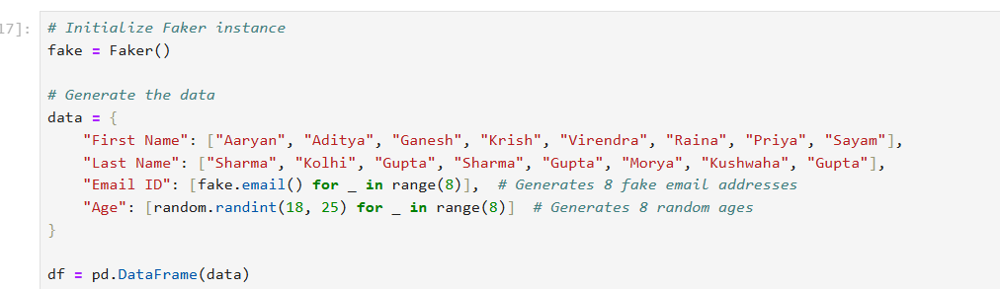 17]:
# Initialize Faker instance
fake = Faker()
# Generate the data
data = {
"First Name": ["Aaryan", "Aditya", "Ganesh", "Krish", "Virendra", "Raina", "Priya", "Sayam"],
"Last Name": ["Sharma", "Kolhi", "Gupta", "Sharma", "Gupta", "Morya", "Kushwaha", "Gupta"],
"Email ID": [fake.email() for _ in range(8)],  # Generates 8 fake email addresses
"Age": [random.randint(18, 25) for _ in range(8)]  # Generates 8 random ages
}
df = pd.DataFrame(data)